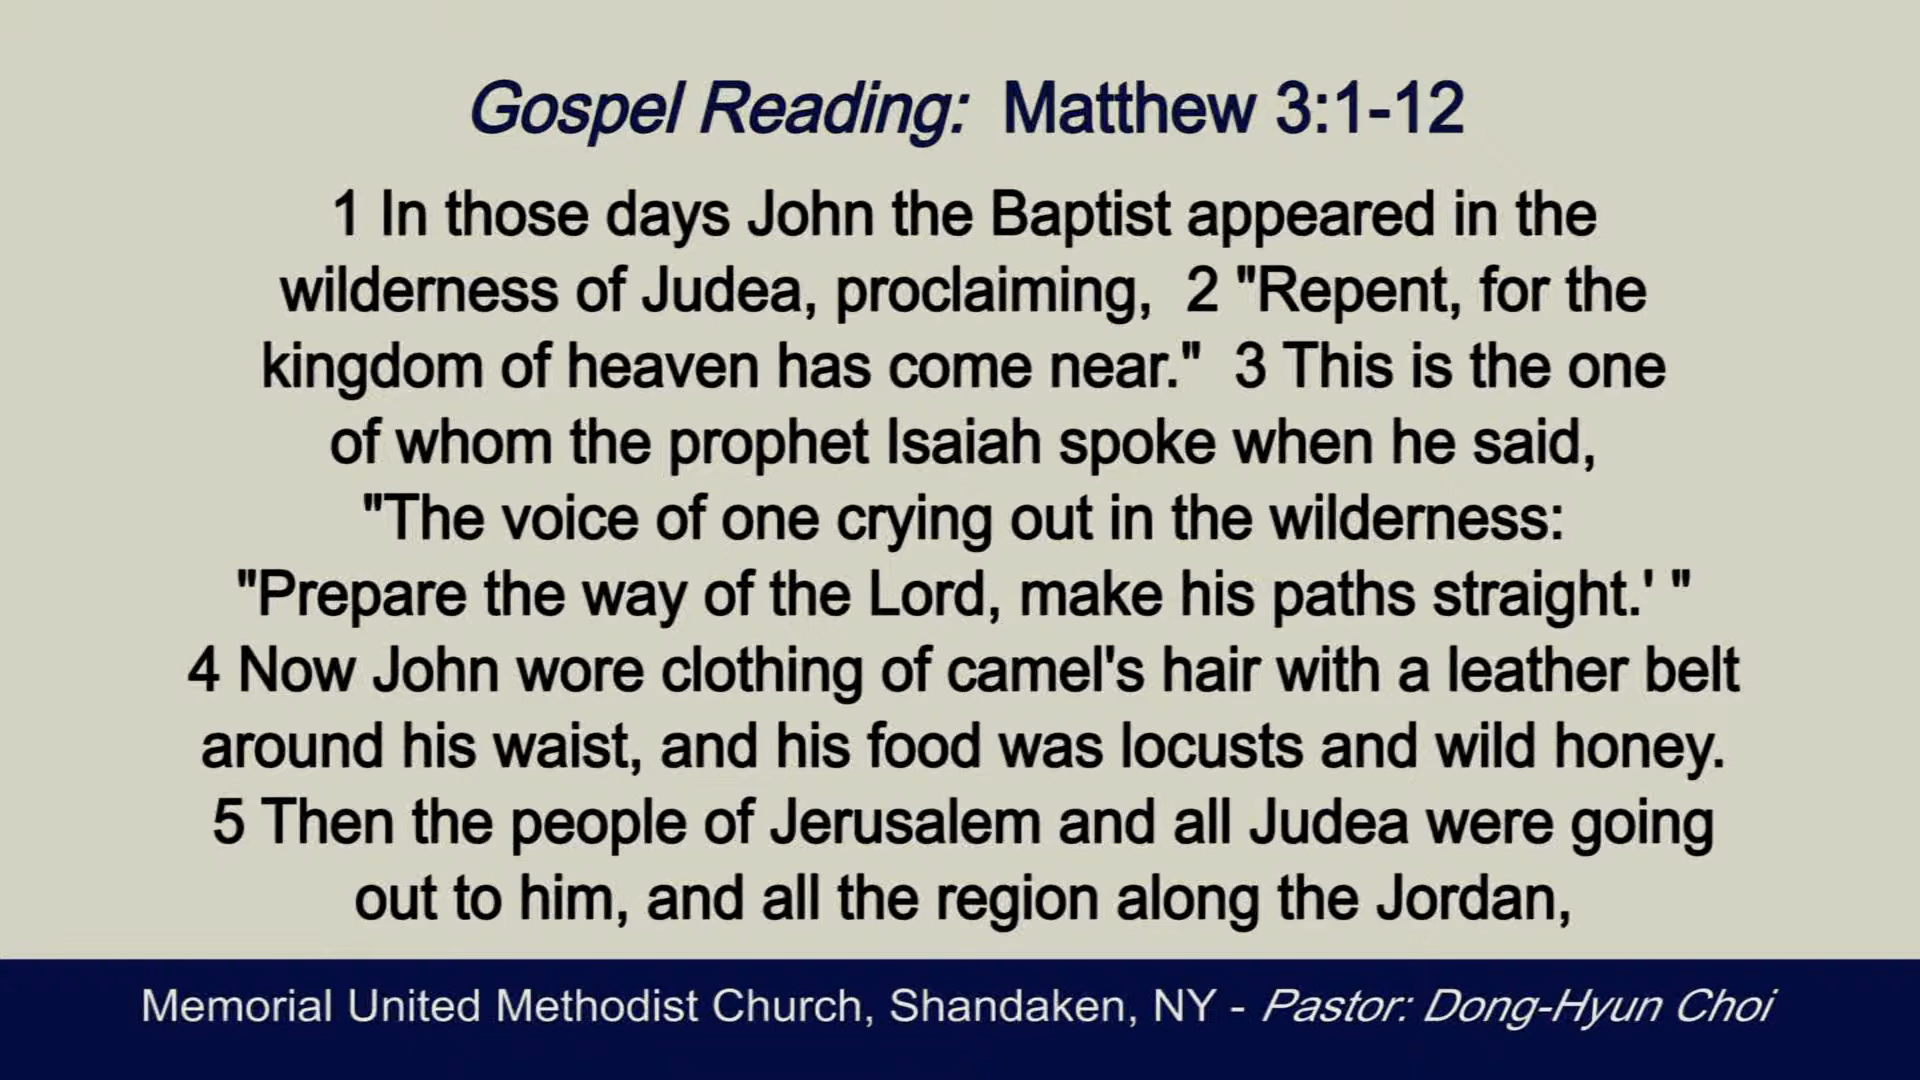 Gospel Reading: Matthew 3:1-12
1 In those days John the Baptist appeared in the
wilderness of Judea, proclaiming, 2 "Repent, for the
kingdom of heaven has come near." 3 This is the one
of whom the prophet Isaiah spoke when he said,
"The voice of one crying out in the wilderness:
"Prepare the way of the Lord, make his paths straight.' "
4 Now John wore clothing of camel's hair with a leather belt
around his waist, and his food was locusts and wild honey.
5 Then the people of Jerusalem and all Judea were going
out to him, and all the region along the Jordan,
Memorial United Methodist Church, Shandaken, NY - Pastor: Dong-Hyun Choi